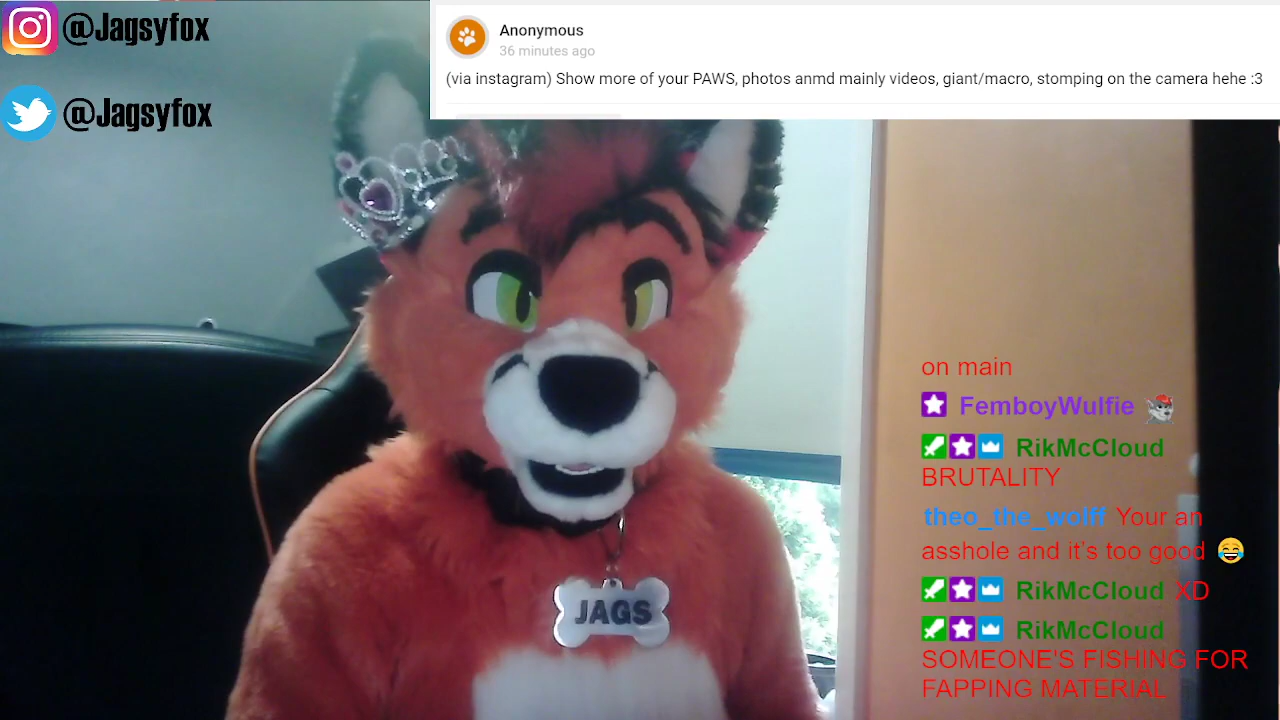 @Jagsyfox
@Jagsyfox
Anonymous
36 minutes ago
(via instagram) Show more of your PAWS, photos anmd mainly videos, giant/macro, stomping on the camera hehe :3
on main
FemboyWulfie
RikMcCloud
BRUTALITY
theo_the_wolff Your an
asshole and it's too good 😂
RikMcCloud XD
RikMcCloud
SOMEONE'S FISHING FOR
FAPPING MATERIAL
JAGS